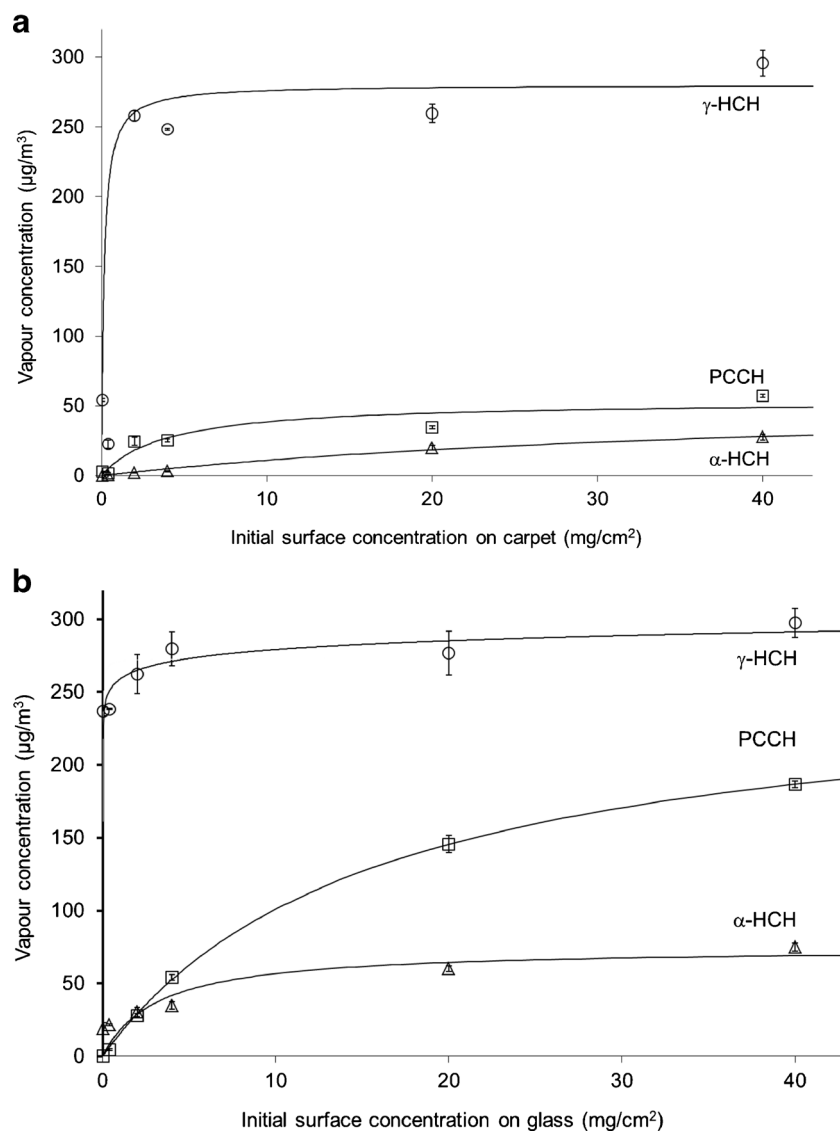 a
300
250
200
150
100
50
0
Vapour concentration (µg/m³)
γ-HCH
PCCH
α-HCH
0 10 20 30 40
Initial surface concentration on carpet (mg/cm²)
b
300
250
200
150
100
50
0
Vapour concentration (µg/m³)
γ-HCH
PCCH
α-HCH
0 10 20 30 40
Initial surface concentration on glass (mg/cm²)